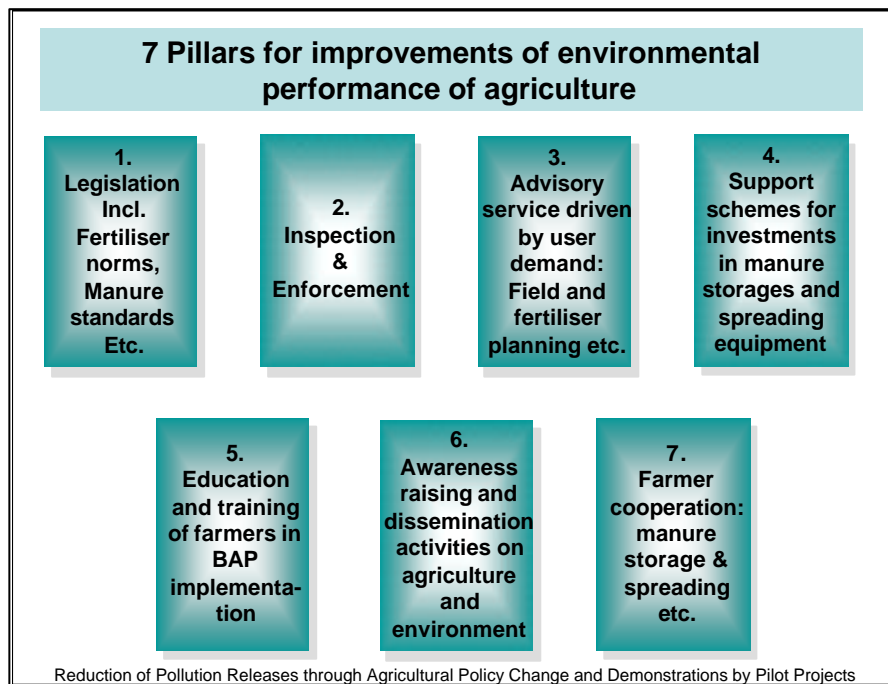 7 Pillars for improvements of environmental
performance of agriculture
1.
Legislation
Incl.
Fertiliser
norms,
Manure
standards
Etc.
2.
Inspection
&
Enforcement
3.
Advisory
service driven
by user
demand:
Field and
fertiliser
planning etc.
4.
Support
schemes for
investments
in manure
storages and
spreading
equipment
5.
Education
and training
of farmers in
BAP
implementa-
tion
6.
Awareness
raising and
dissemination
activities on
agriculture
and
environment
7.
Farmer
cooperation:
manure
storage &
spreading
etc.
Reduction of Pollution Releases through Agricultural Policy Change and Demonstrations by Pilot Projects